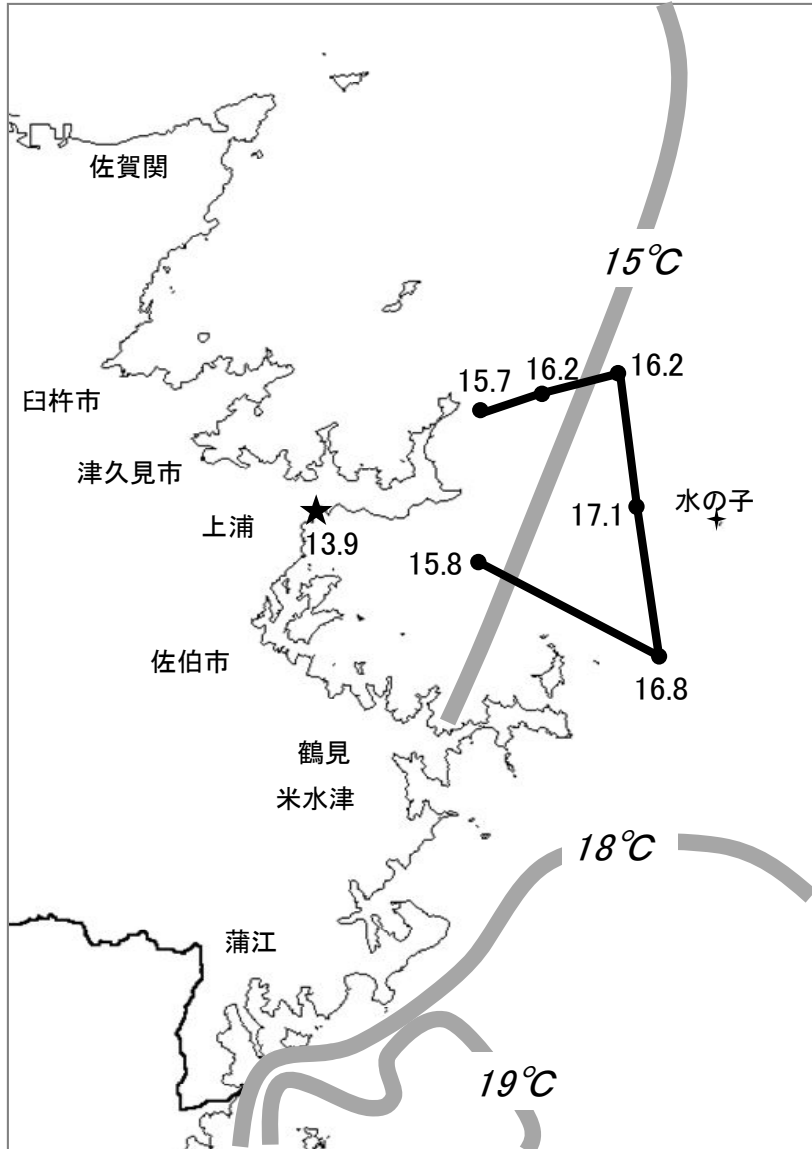 佐賀関
15℃
15.7
16.2
16.2
臼杵市
津久見市
上浦
13.9
17.1
水の子
15.8
佐伯市
16.8
鶴見
米水津
18℃
蒲江
19℃